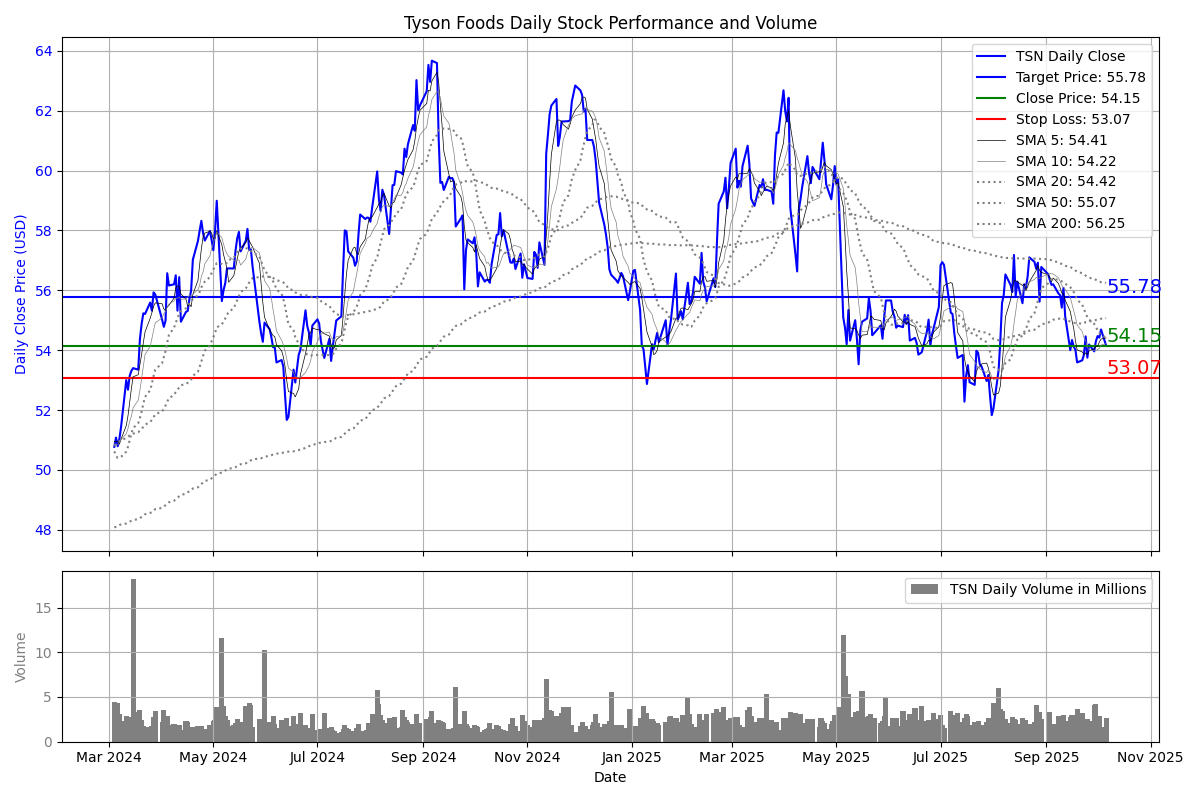 Tyson Foods Daily Stock Performance and Volume
Daily Close Price (USD)
64
62
60
58
56
54
52
50
48
TSN Daily Close
Target Price: 55.78
Close Price: 54.15
Stop Loss: 53.07
SMA 5: 54.41
SMA 10: 54.22
SMA 20: 54.42
SMA 50: 55.07
SMA 200: 56.25
55.78
54.15
53.07
Volume
15
10
5
0
TSN Daily Volume in Millions
Mar 2024 May 2024 Jul 2024 Sep 2024 Nov 2024 Jan 2025 Mar 2025 May 2025 Jul 2025 Sep 2025 Nov 2025
Date